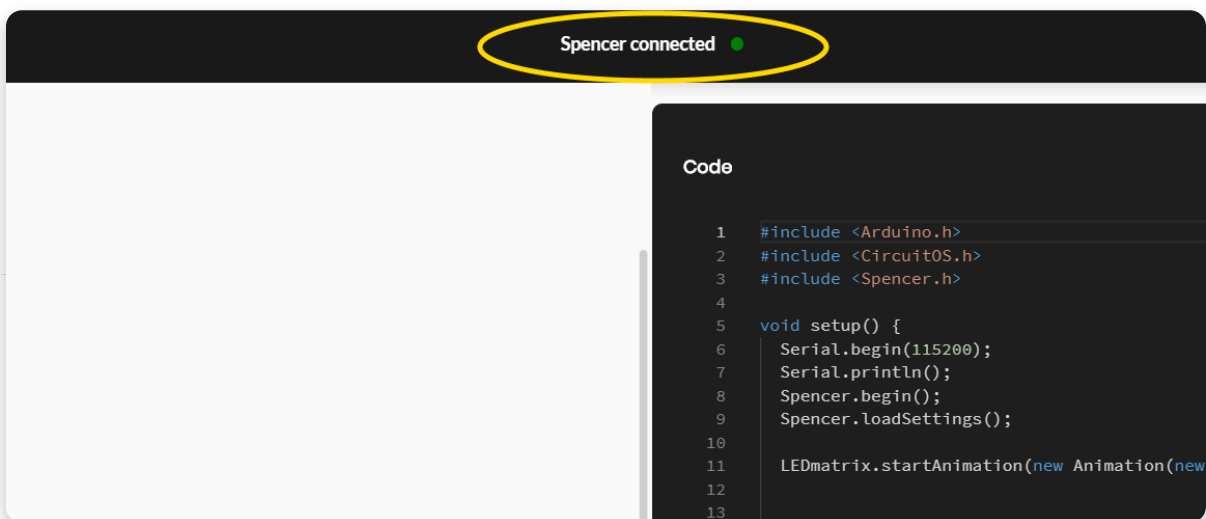 Spencer connected
Code
1 #include <Arduino.h>
2 #include <CircuitOS.h>
3 #include <Spencer.h>
4
5 void setup() {
6 Serial.begin(115200);
7 Serial.println();
8 Spencer.begin();
9 Spencer.loadSettings();
10
11 LEDmatrix.startAnimation(new Animation(new
12
13